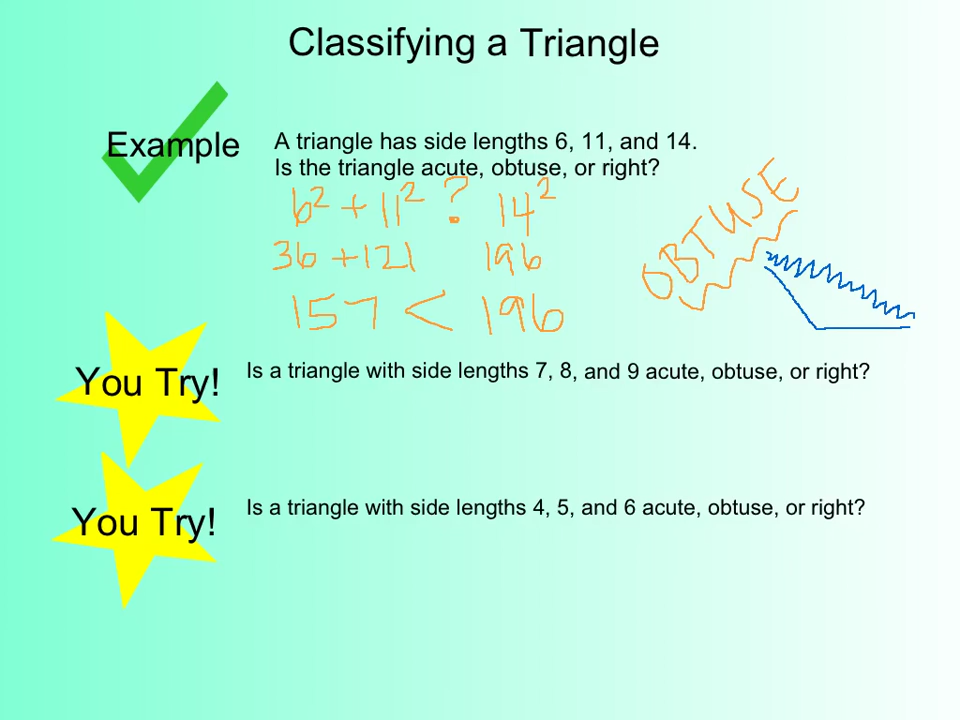 Classifying a Triangle
Example
A triangle has side lengths 6, 11, and 14.
Is the triangle acute, obtuse, or right?
6² + 11² ? 14²
36 + 121 196
157 < 196
OBTUSE
You Try!
Is a triangle with side lengths 7, 8, and 9 acute, obtuse, or right?
You Try!
Is a triangle with side lengths 4, 5, and 6 acute, obtuse, or right?